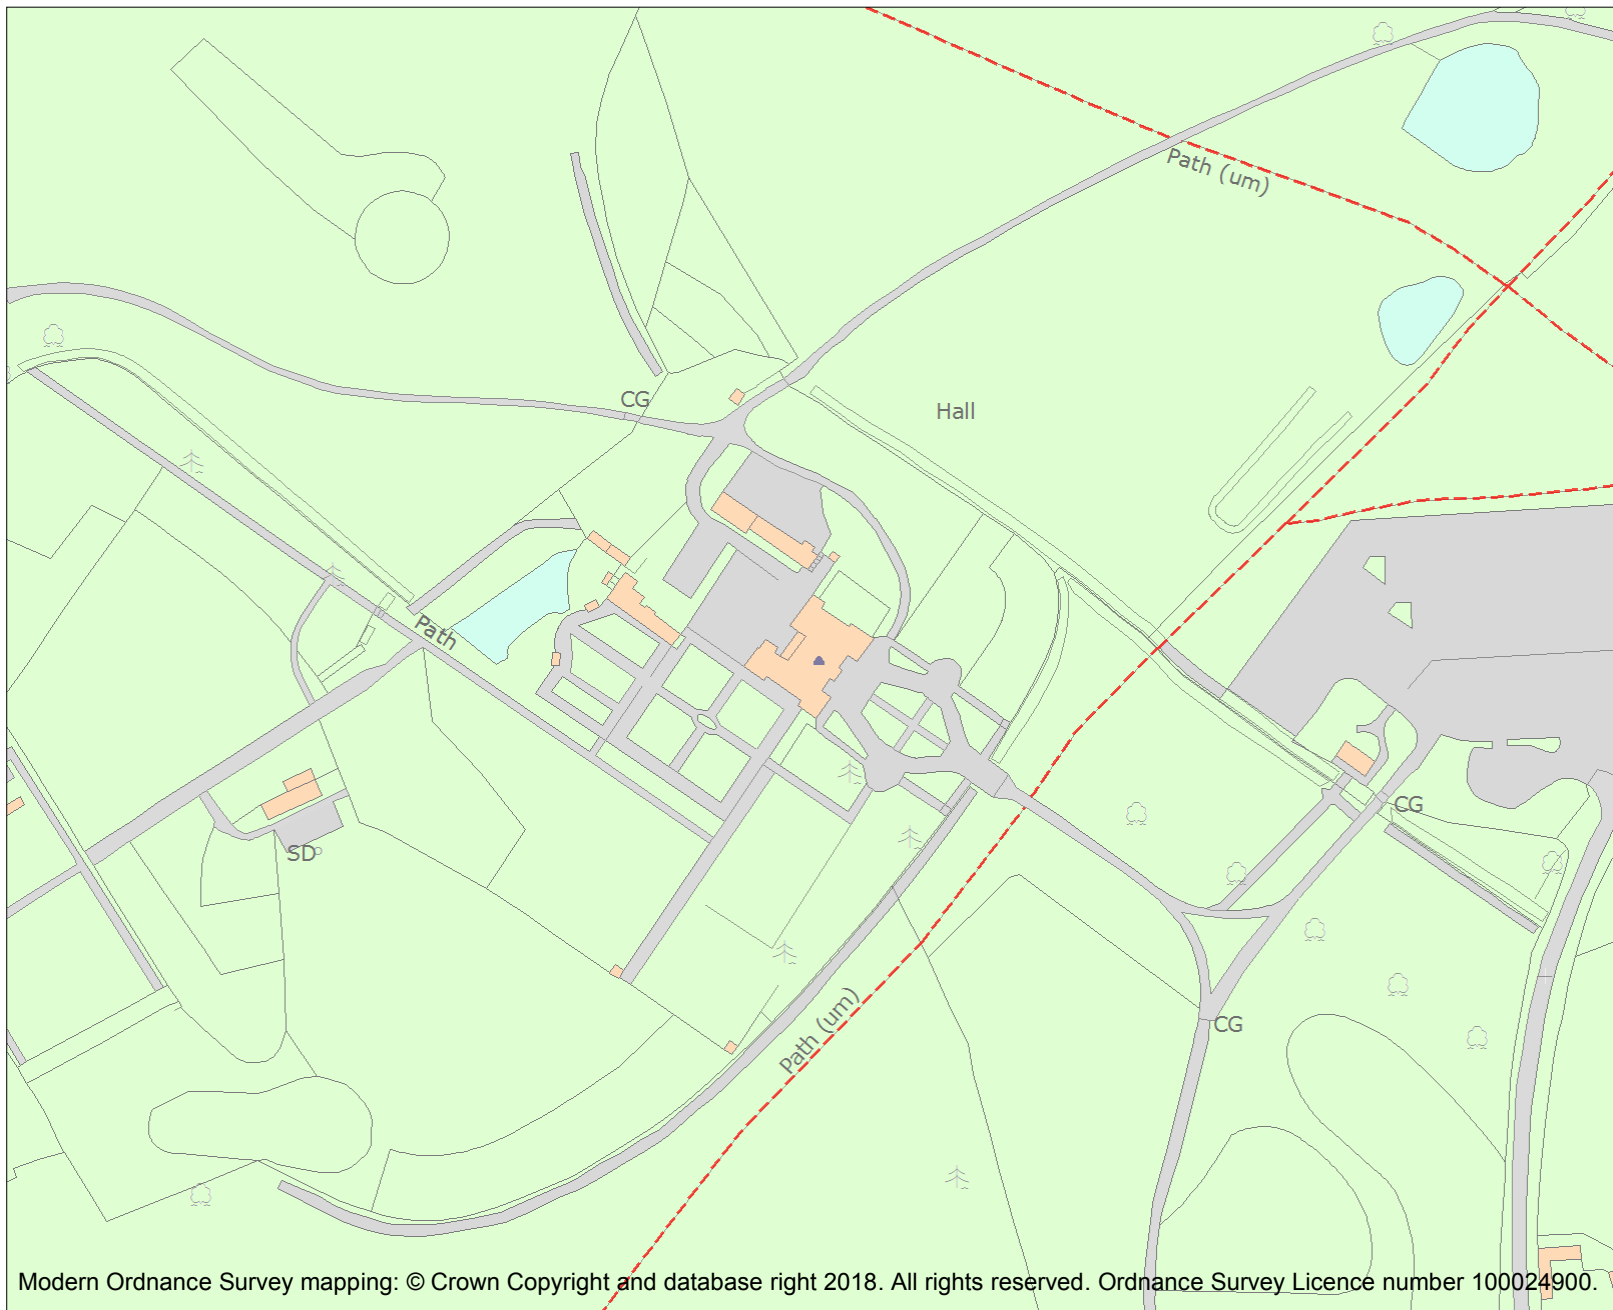 Path (um)
CG
Hall
Path
CG
SD
Path (um)
CG
Modern Ordnance Survey mapping: © Crown Copyright and database right 2018. All rights reserved. Ordnance Survey Licence number 100024900.